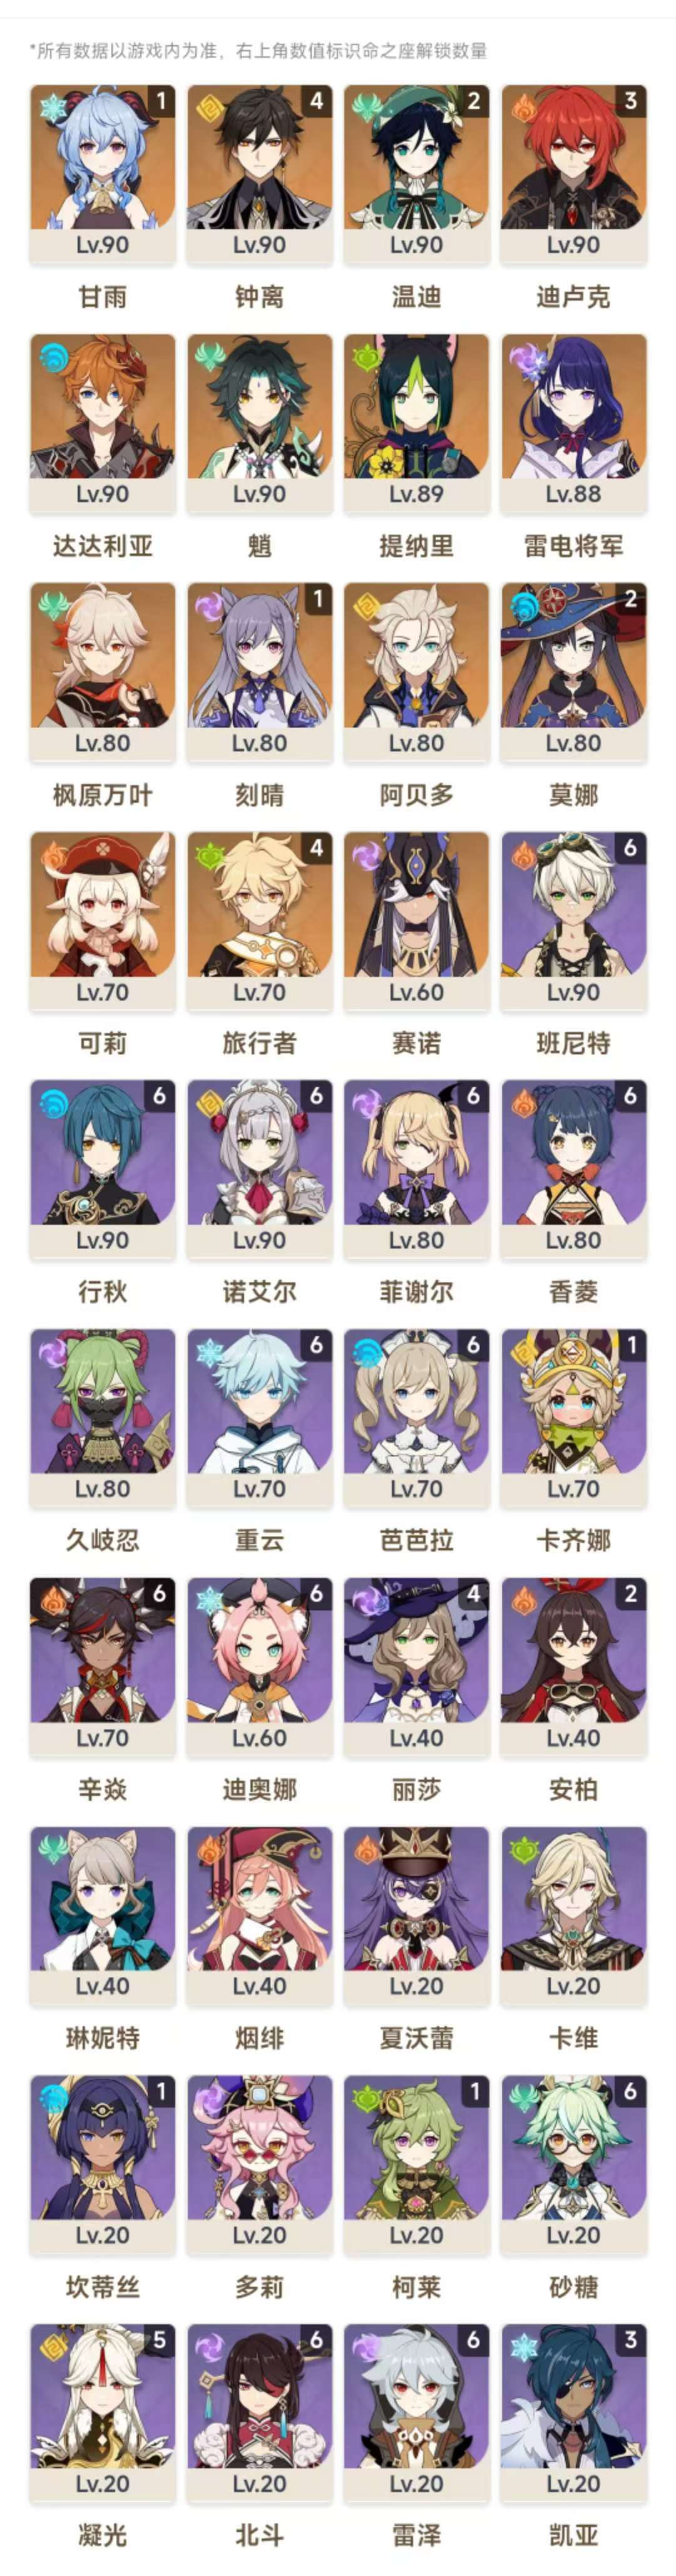 *所有数据以游戏内为准，右上角数值标识命之座解锁数量
1 4 2 3
Lv.90 Lv.90 Lv.90 Lv.90
甘雨 钟离 温迪 迪卢克
Lv.90 Lv.90 Lv.89 Lv.88
达达利亚 魈 提纳里 雷电将军
1 2
Lv.80 Lv.80 Lv.80 Lv.80
枫原万叶 刻晴 阿贝多 莫娜
4 6
Lv.70 Lv.70 Lv.60 Lv.90
可莉 旅行者 赛诺 班尼特
6 6 6 6
Lv.90 Lv.90 Lv.80 Lv.80
行秋 诺艾尔 菲谢尔 香菱
6 6 1
Lv.80 Lv.70 Lv.70 Lv.70
久岐忍 重云 芭芭拉 卡齐娜
6 6 4 2
Lv.70 Lv.60 Lv.40 Lv.40
辛焱 迪奥娜 丽莎 安柏
Lv.40 Lv.40 Lv.20 Lv.20
琳妮特 烟绯 夏沃蕾 卡维
1 1 6
Lv.20 Lv.20 Lv.20 Lv.20
坎蒂丝 多莉 柯莱 砂糖
5 6 6 3
Lv.20 Lv.20 Lv.20 Lv.20
凝光 北斗 雷泽 凯亚